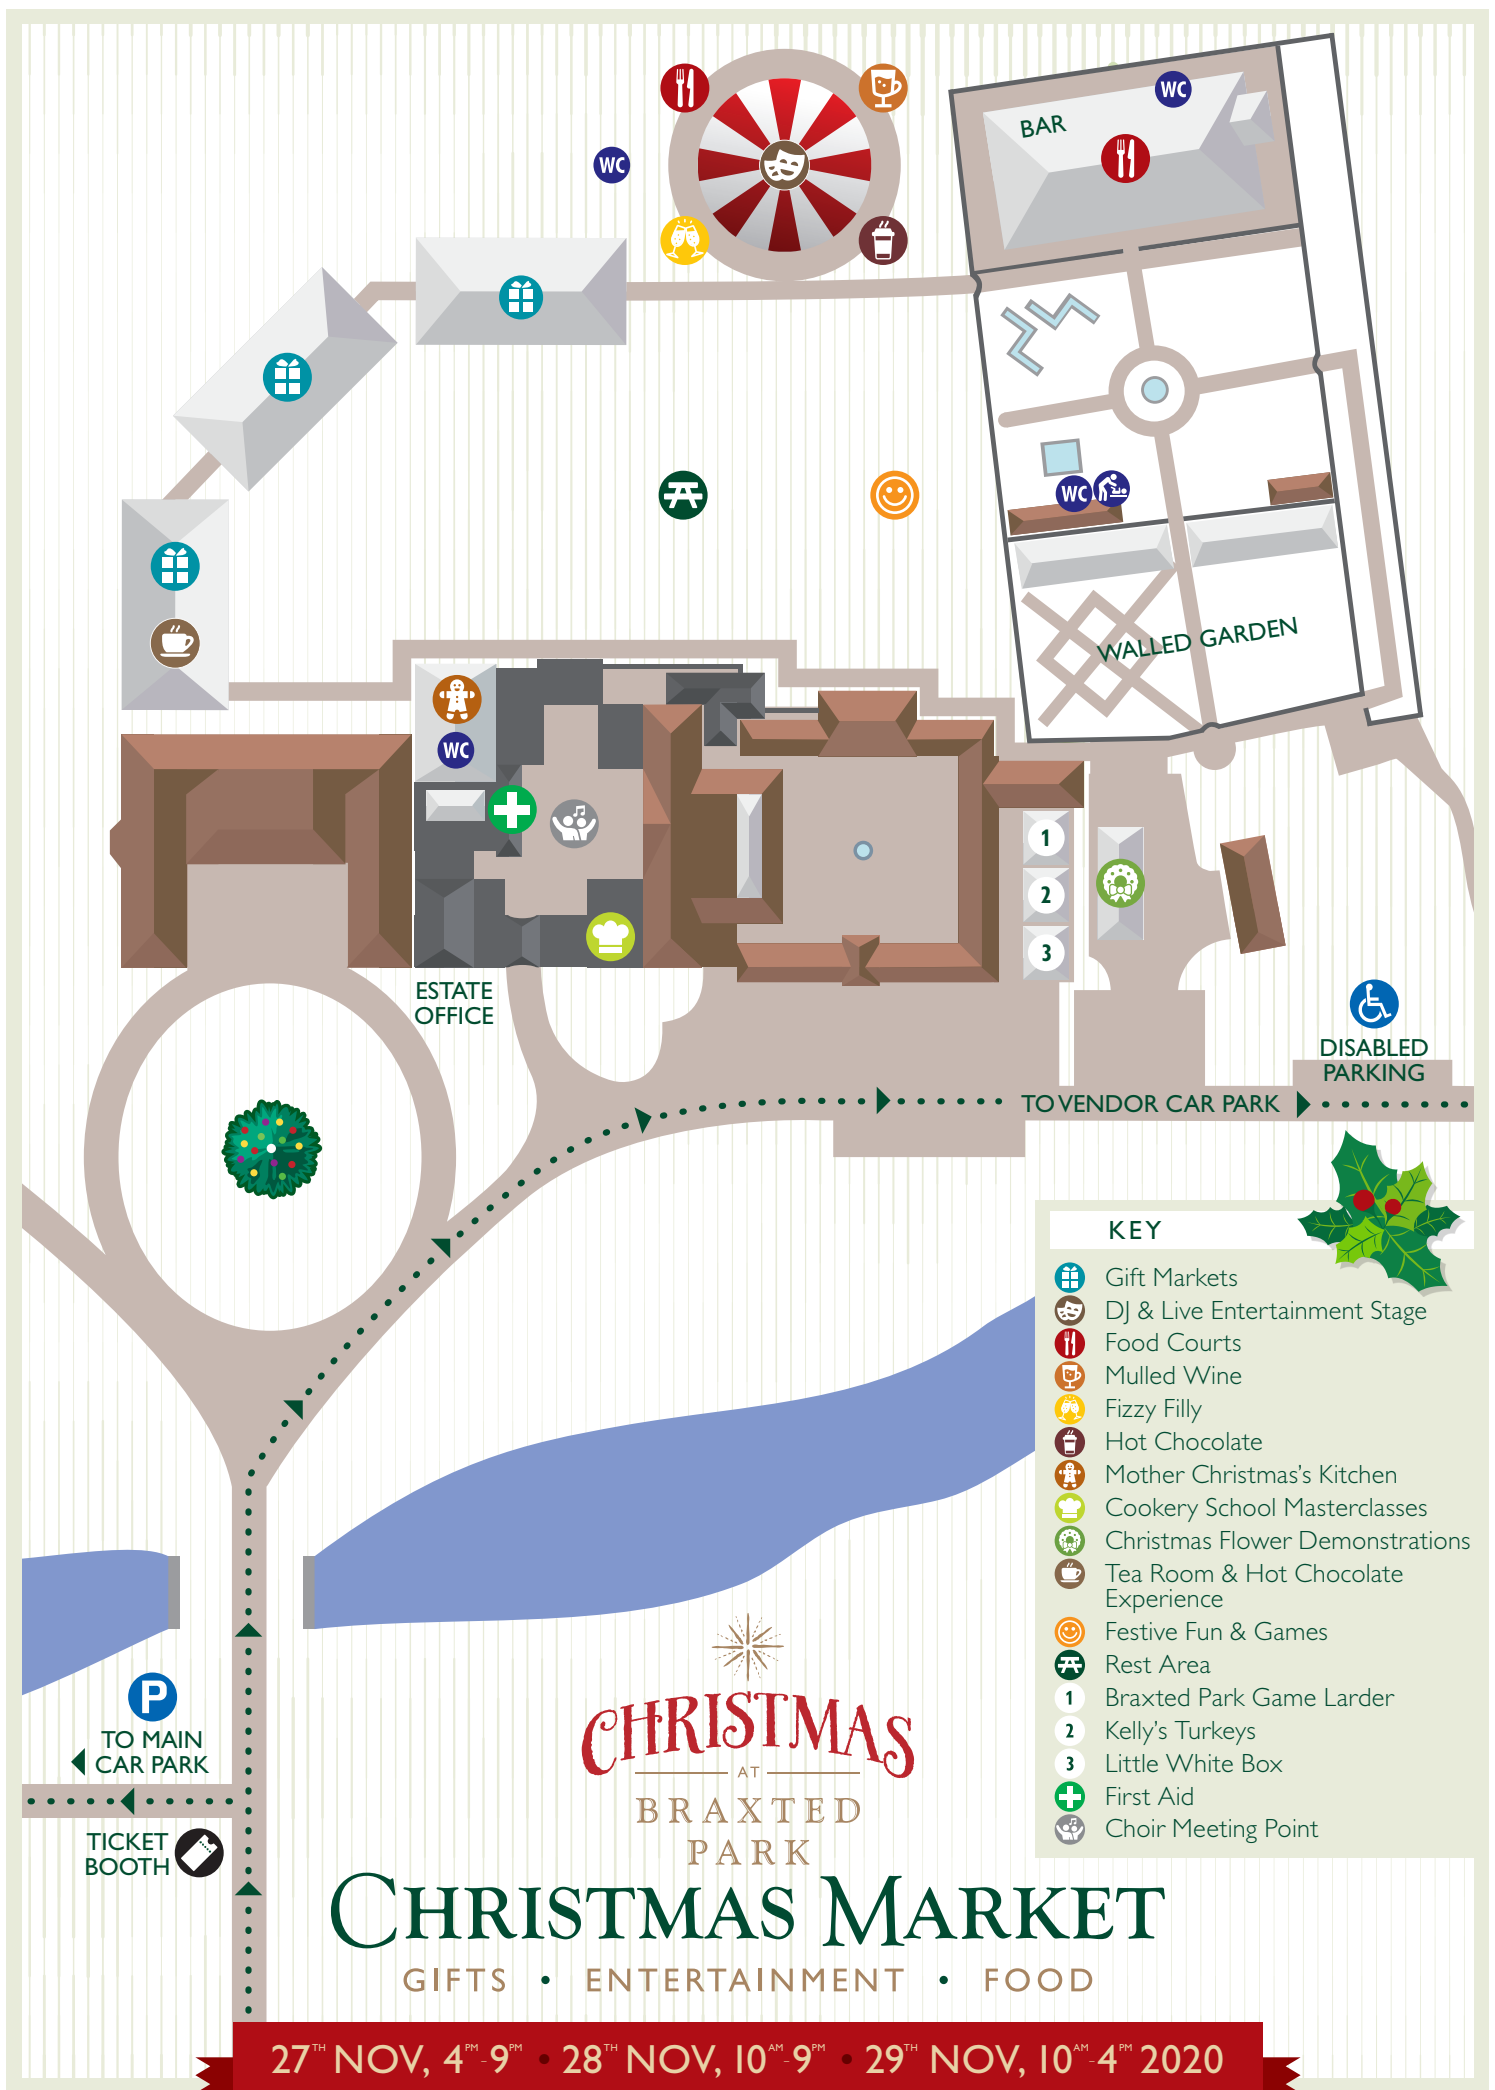 WC
BAR
WC
WC
WALLED GARDEN
WC
1
2
3
ESTATE
OFFICE
DISABLED
PARKING
TO VENDOR CAR PARK
KEY
Gift Markets
DJ & Live Entertainment Stage
Food Courts
Mulled Wine
Fizzy Filly
Hot Chocolate
Mother Christmas's Kitchen
Cookery School Masterclasses
Christmas Flower Demonstrations
Tea Room & Hot Chocolate
Experience
Festive Fun & Games
Rest Area
1 Braxted Park Game Larder
2 Kelly's Turkeys
3 Little White Box
First Aid
Choir Meeting Point
P
TO MAIN
CAR PARK
TICKET
BOOTH
CHRISTMAS
AT
BRAXTED
PARK
CHRISTMAS MARKET
GIFTS • ENTERTAINMENT • FOOD
27TH NOV, 4PM-9PM • 28TH NOV, 10AM-9PM • 29TH NOV, 10AM-4PM 2020